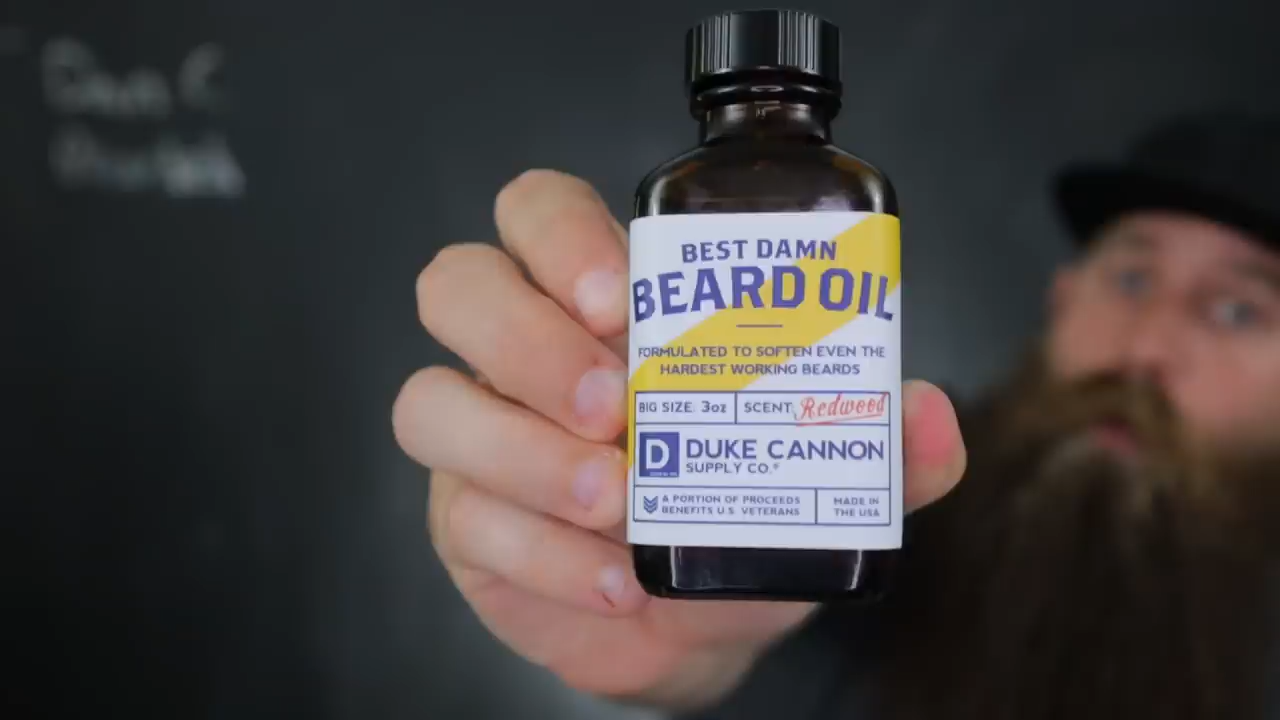 BEST DAMN
BEARD OIL
FORMULATED TO SOFTEN EVEN THE
HARDEST WORKING BEARDS
BIG SIZE: 3oz
SCENT: Redwood
D
DUKE CANNON
SUPPLY CO.®
A PORTION OF PROCEEDS
BENEFITS U.S. VETERANS
MADE IN
THE USA